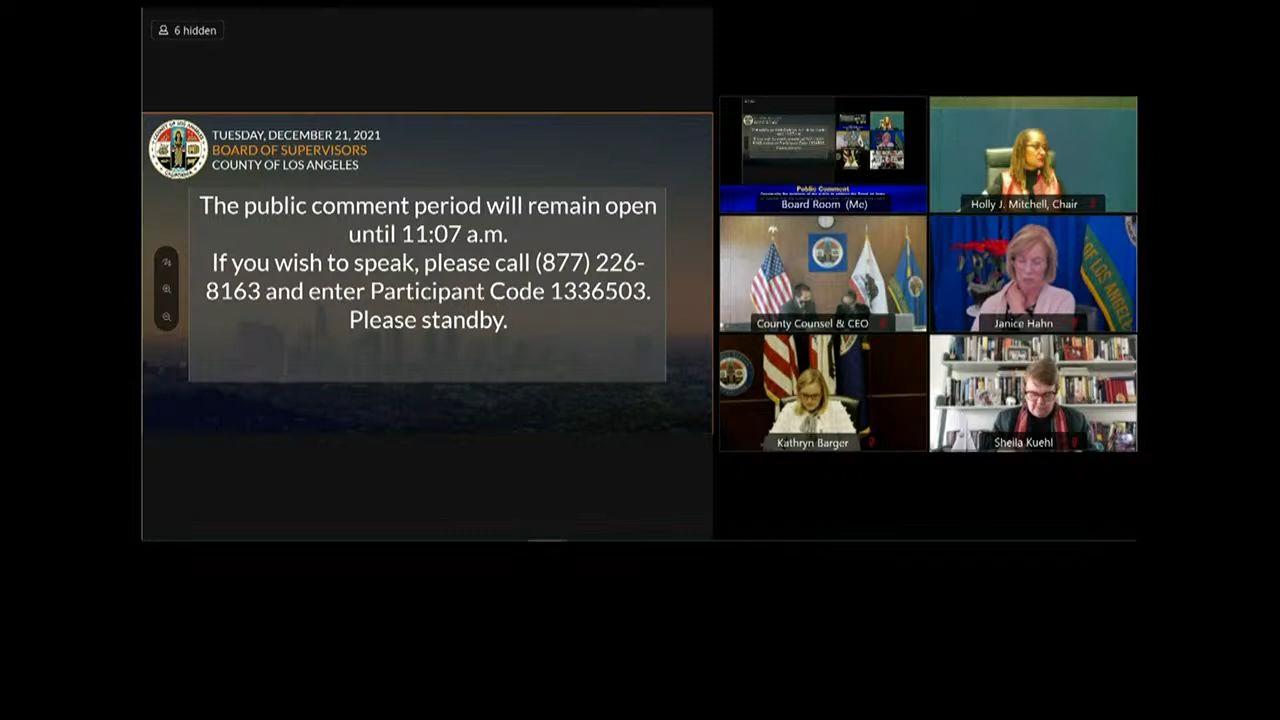 6 hidden
TUESDAY, DECEMBER 21, 2021
BOARD OF SUPERVISORS
COUNTY OF LOS ANGELES
The public comment period will remain open
until 11:07 a.m.
If you wish to speak, please call (877) 226-
8163 and enter Participant Code 1336503.
Please standby.
Public Comment
Board Room (Me)
Holly J. Mitchell, Chair
County Counsel & CEO
Janice Hahn
OF LOS ANGELES
Kathryn Barger
Sheila Kuehl